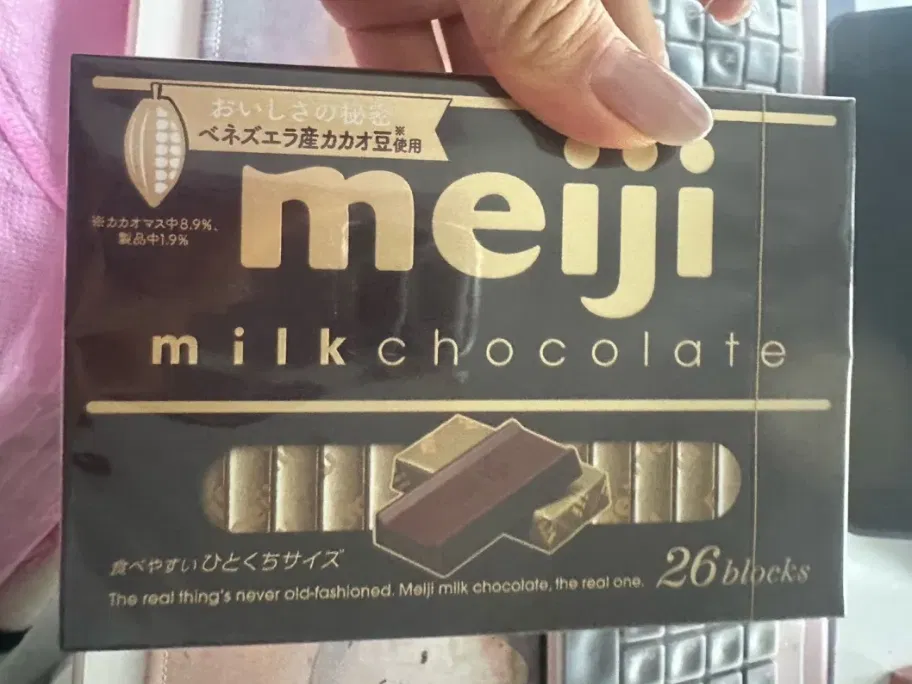 おいしさの秘密
ベネズエラ産カカオ豆※使用
※カカオマス中8.9%、
製品中1.9%
meiji
milk chocolate
食べやすいひとくちサイズ
26 blocks
The real thing's never old-fashioned. Meiji milk chocolate, the real one.